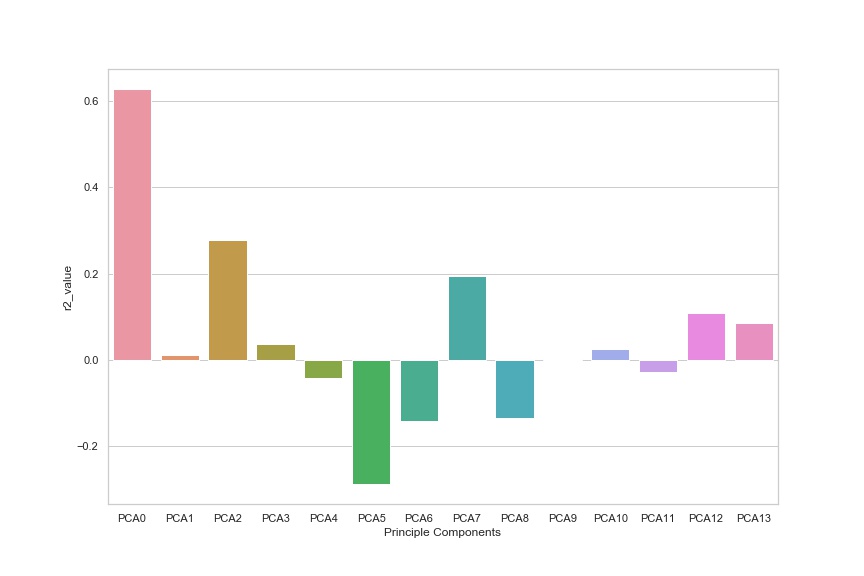 0.6
0.4
0.2
0.0
−0.2
r2_value
PCA0 PCA1 PCA2 PCA3 PCA4 PCA5 PCA6 PCA7 PCA8 PCA9 PCA10 PCA11 PCA12 PCA13
Principle Components